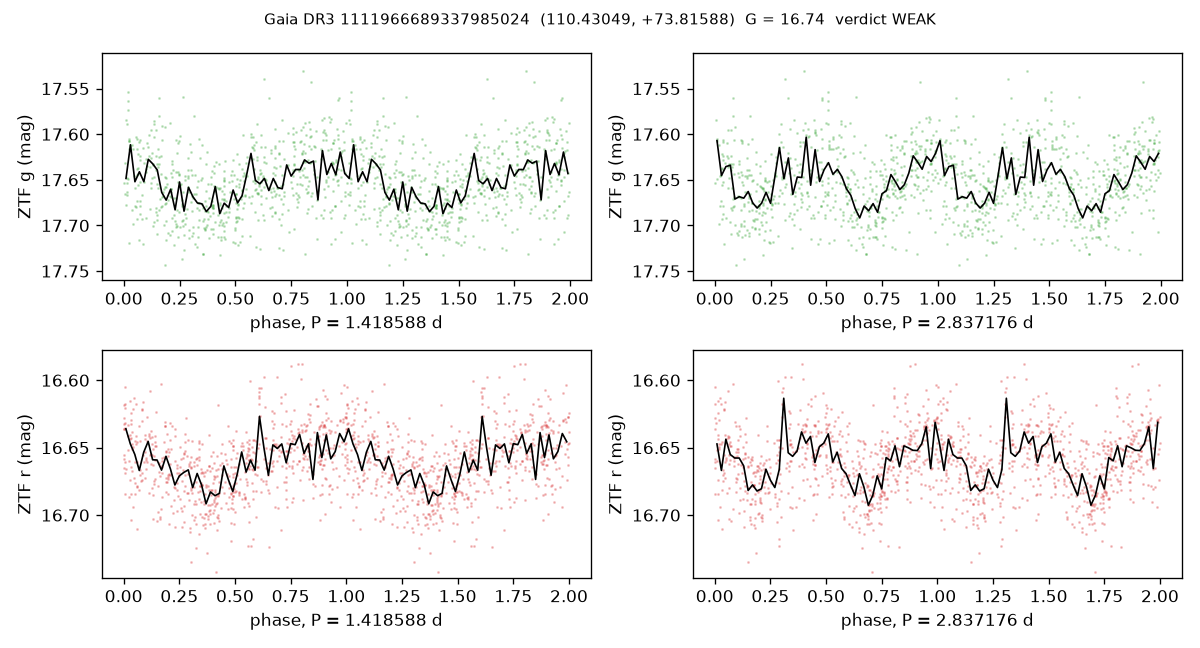 Gaia DR3 1111966689337985024  (110.43049, +73.81588)  G = 16.74  verdict WEAK
ZTF g (mag)
17.55
17.60
17.65
17.70
17.75
0.00 0.25 0.50 0.75 1.00 1.25 1.50 1.75 2.00
phase, P = 1.418588 d
ZTF g (mag)
17.55
17.60
17.65
17.70
17.75
0.00 0.25 0.50 0.75 1.00 1.25 1.50 1.75 2.00
phase, P = 2.837176 d
ZTF r (mag)
16.60
16.65
16.70
0.00 0.25 0.50 0.75 1.00 1.25 1.50 1.75 2.00
phase, P = 1.418588 d
ZTF r (mag)
16.60
16.65
16.70
0.00 0.25 0.50 0.75 1.00 1.25 1.50 1.75 2.00
phase, P = 2.837176 d